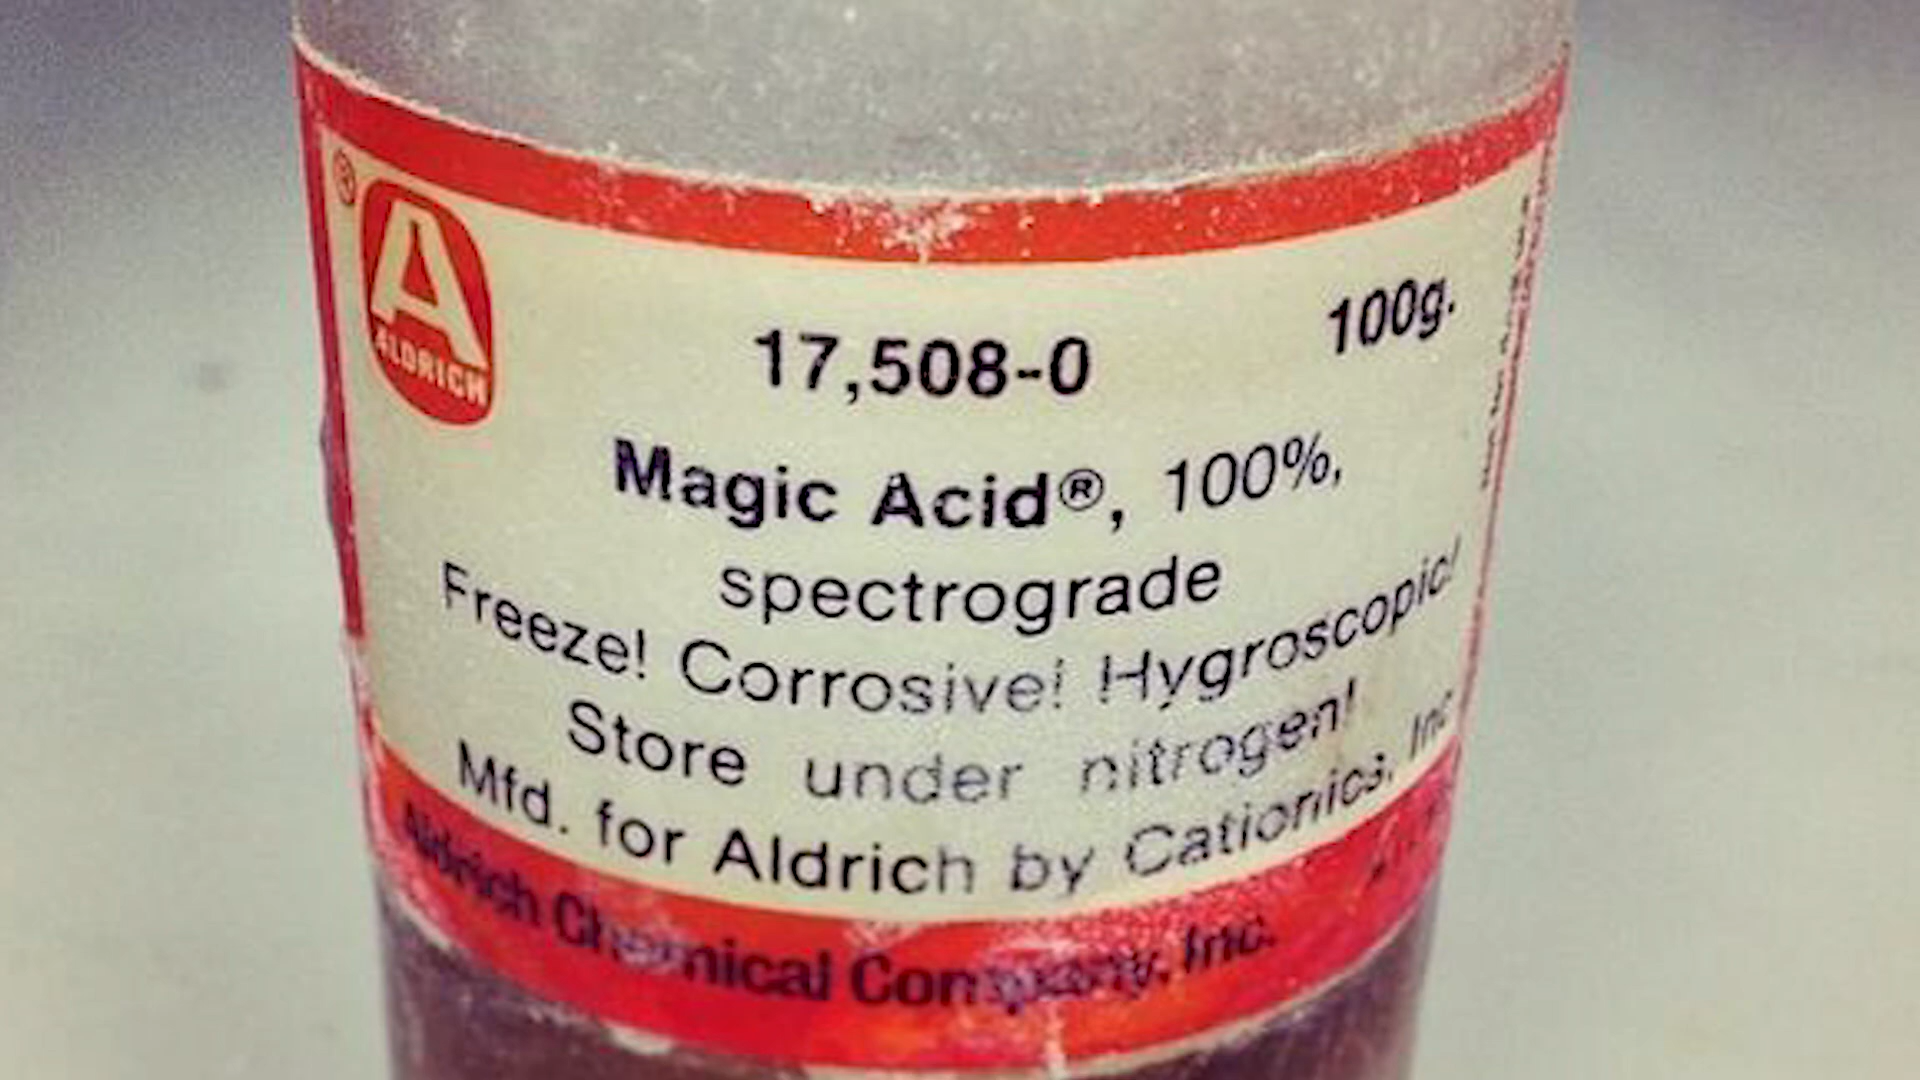 ®
A
ALDRICH
17,508-0
100g.
Magic Acid®, 100%,
spectrograde
Freeze! Corrosive! Hygroscopic!
Store under nitrogen!
Mfd. for Aldrich by Cationics, Inc.
Aldrich Chemical Company, Inc.